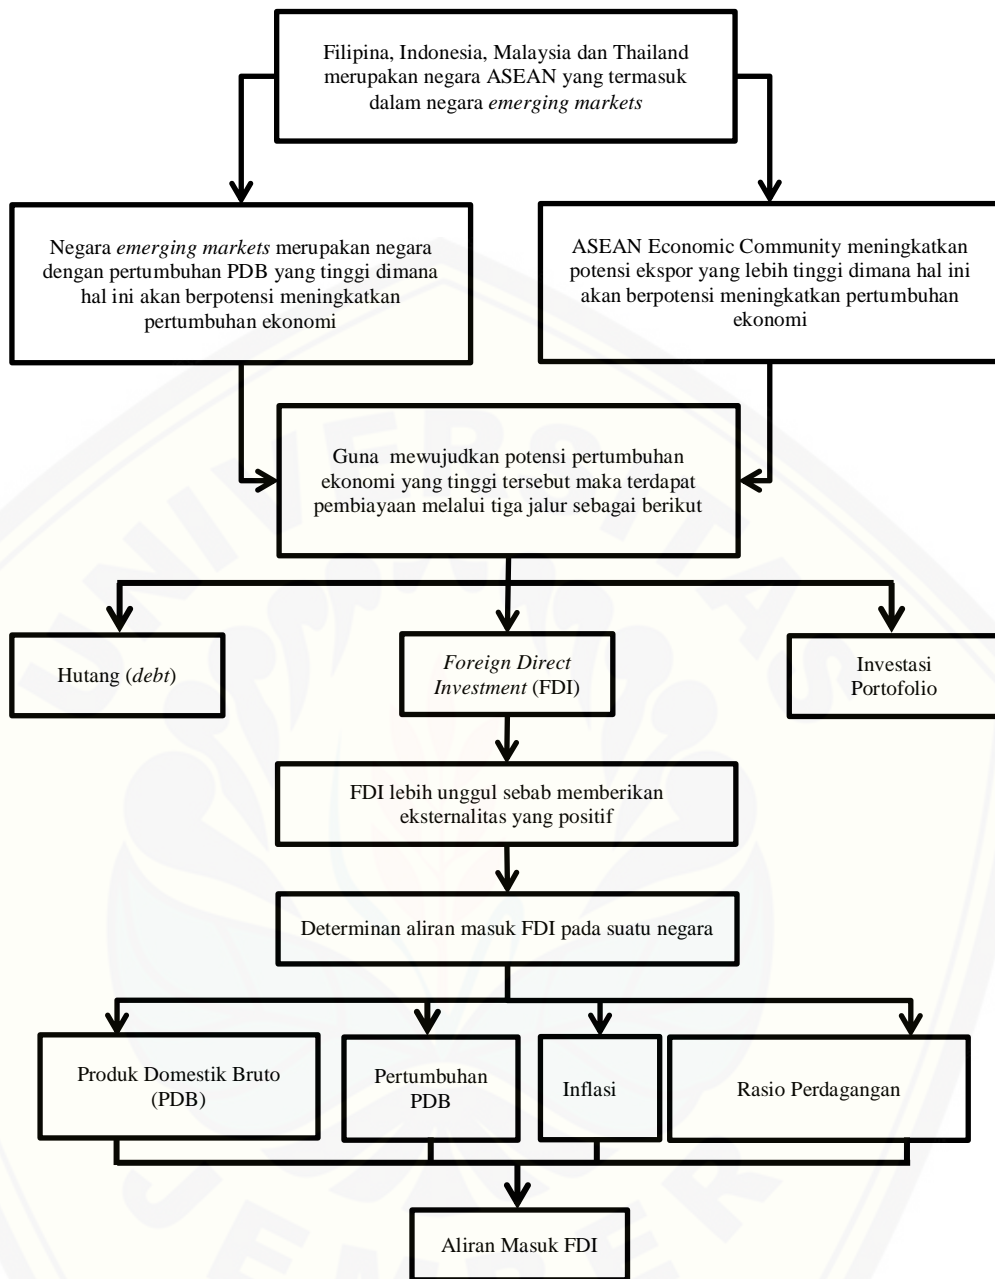 Filipina, Indonesia, Malaysia dan Thailand
merupakan negara ASEAN yang termasuk
dalam negara emerging markets
Negara emerging markets merupakan negara
dengan pertumbuhan PDB yang tinggi dimana
hal ini akan berpotensi meningkatkan
pertumbuhan ekonomi
ASEAN Economic Community meningkatkan
potensi ekspor yang lebih tinggi dimana hal ini
akan berpotensi meningkatkan pertumbuhan
ekonomi
Guna mewujudkan potensi pertumbuhan
ekonomi yang tinggi tersebut maka terdapat
pembiayaan melalui tiga jalur sebagai berikut
Hutang (debt)
Foreign Direct
Investment (FDI)
Investasi
Portofolio
FDI lebih unggul sebab memberikan
eksternalitas yang positif
Determinan aliran masuk FDI pada suatu negara
Produk Domestik Bruto
(PDB)
Pertumbuhan
PDB
Inflasi
Rasio Perdagangan
Aliran Masuk FDI
UNIVERSITAS
JEMBER